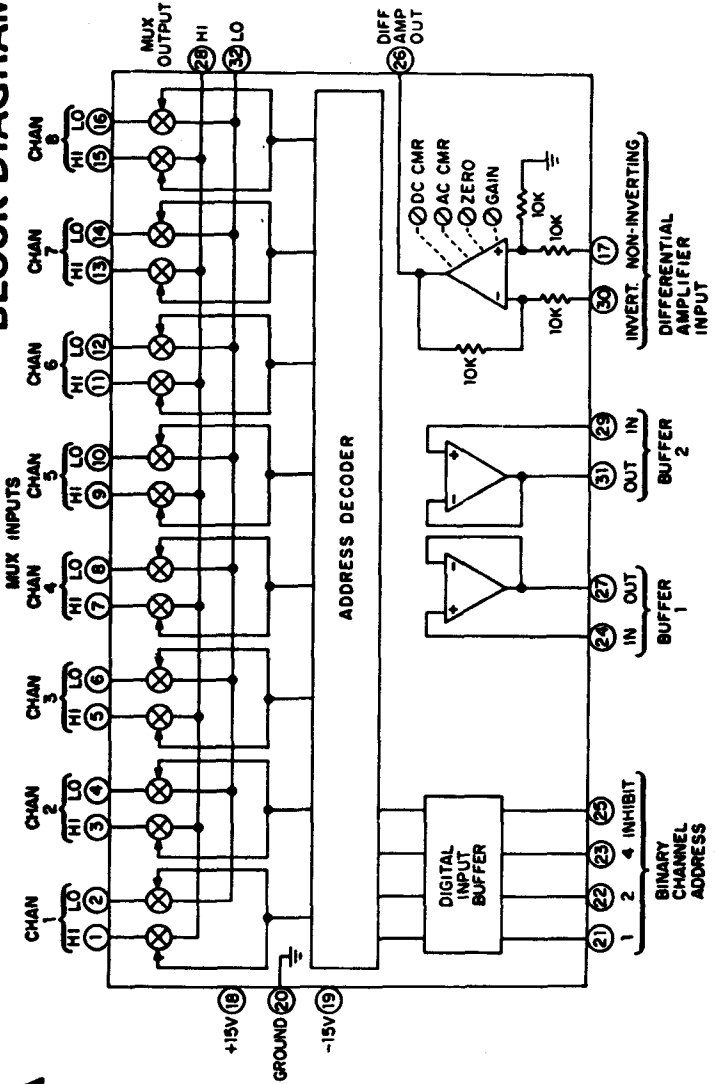 BLOCK DIAGRAM
MUX INPUTS
CHAN 1 CHAN 2 CHAN 3 CHAN 4 CHAN 5 CHAN 6 CHAN 7 CHAN 8
HI LO HI LO HI LO HI LO HI LO HI LO HI LO HI LO
1 2 3 4 5 6 7 8 9 10 11 12 13 14 15 16
MUX OUTPUT
28 HI
32 LO
+15V 18
GROUND 20
-15V 19
ADDRESS DECODER
DIFF AMP OUT
26
DIGITAL INPUT BUFFER
DC CMR
AC CMR
ZERO
GAIN
10K
10K
10K
10K
- +
+ -
- +
- +
21 22 23 25 24 27 31 29 30 17
1 2 4 INHIBIT
BINARY CHANNEL ADDRESS
IN OUT
BUFFER 1
OUT IN
BUFFER 2
INVERT. NON-INVERTING
DIFFERENTIAL AMPLIFIER INPUT